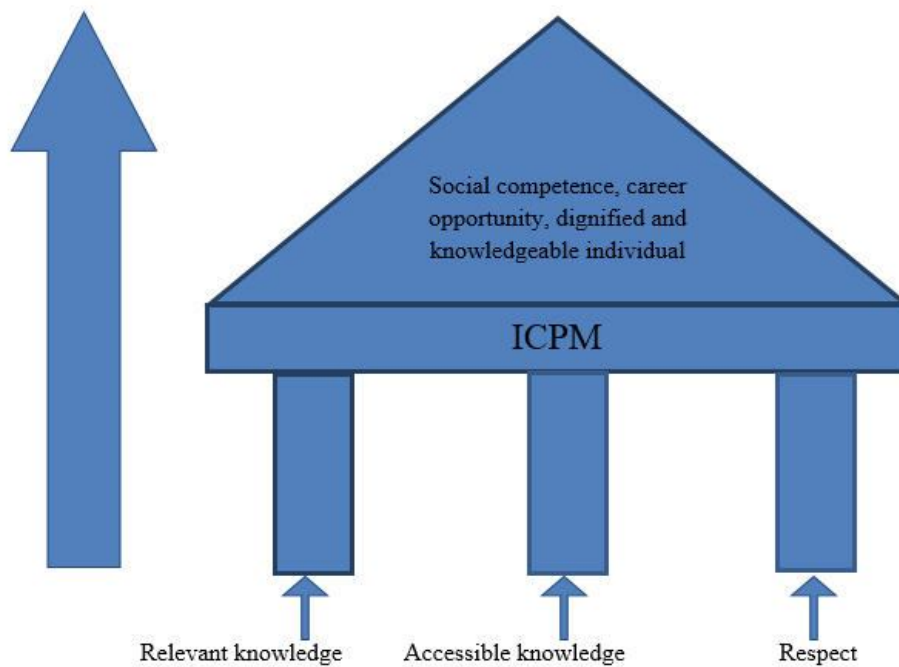 Social competence, career
opportunity, dignified and
knowledgeable individual
ICPM
Relevant knowledge
Accessible knowledge
Respect